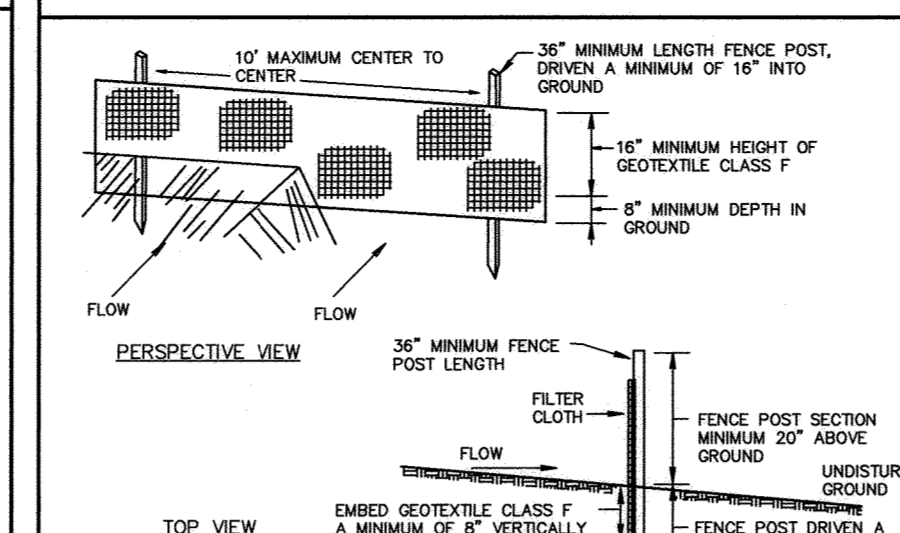 10' MAXIMUM CENTER TO
CENTER
36" MINIMUM LENGTH FENCE POST,
DRIVEN A MINIMUM OF 16" INTO
GROUND
16" MINIMUM HEIGHT OF
GEOTEXTILE CLASS F
8" MINIMUM DEPTH IN
GROUND
FLOW
FLOW
PERSPECTIVE VIEW
36" MINIMUM FENCE
POST LENGTH
FILTER
CLOTH
FENCE POST SECTION
MINIMUM 20" ABOVE
GROUND
FLOW
UNDISTUR
GROUND
EMBED GEOTEXTILE CLASS F
A MINIMUM OF 8" VERTICALLY
FENCE POST DRIVEN A
TOP VIEW